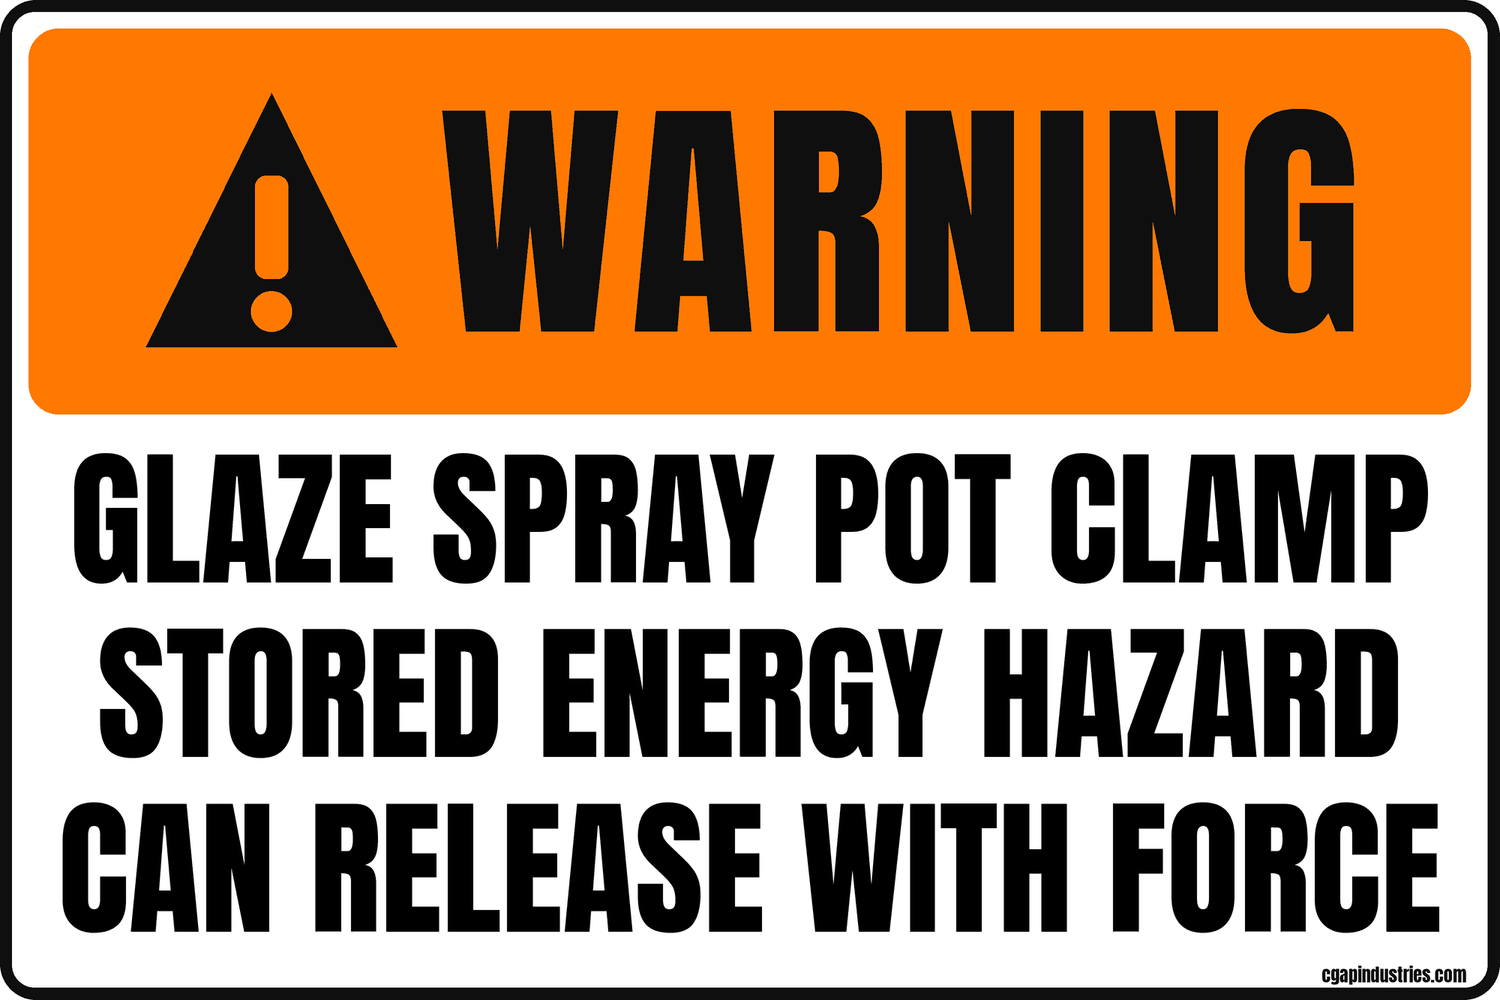 WARNING
GLAZE SPRAY POT CLAMP
STORED ENERGY HAZARD
CAN RELEASE WITH FORCE
cgapindustries.com